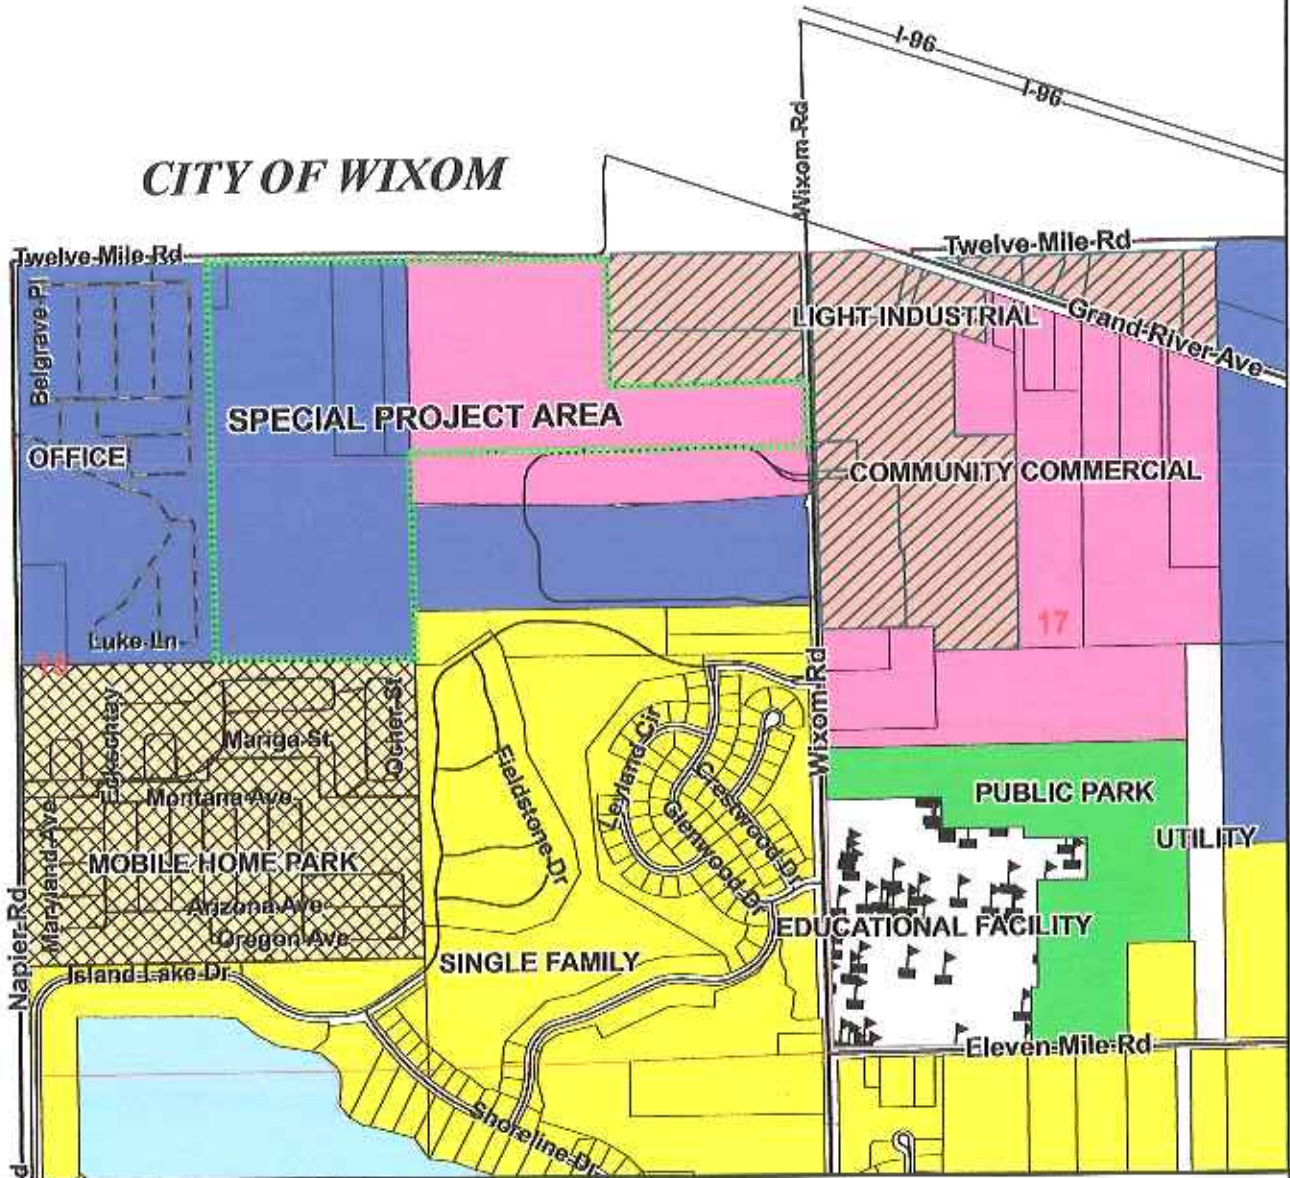 I-96
I-96
Wixom Rd
CITY OF WIXOM
Twelve Mile Rd
Twelve Mile Rd
Belgrave Pl
LIGHT INDUSTRIAL
Grand River Ave
SPECIAL PROJECT AREA
OFFICE
COMMUNITY COMMERCIAL
17
Luke Ln
18
Wixom Rd
Mariga St
Ocher St
Leyland Cir
Fieldstone Dr
Crestwood Dr
Glenwood Dr
Montana Ave
PUBLIC PARK
UTILITY
Maryland Ave
MOBILE HOME PARK
Arizona Ave
Oregon Ave
EDUCATIONAL FACILITY
Napier Rd
SINGLE FAMILY
Island Lake Dr
Eleven Mile Rd
Shoreline Dr